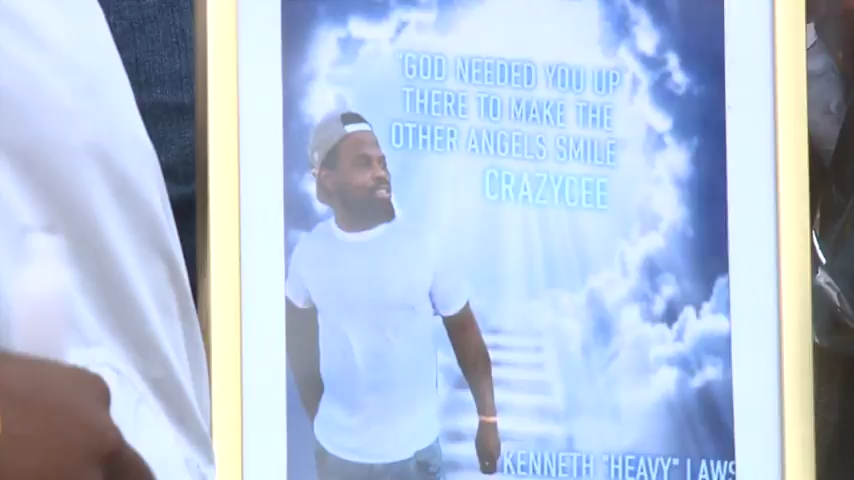 "GOD NEEDED YOU UP
THERE TO MAKE THE
OTHER ANGELS SMILE"
CRAZYCEE
KENNETH "HEAVY" LAWS